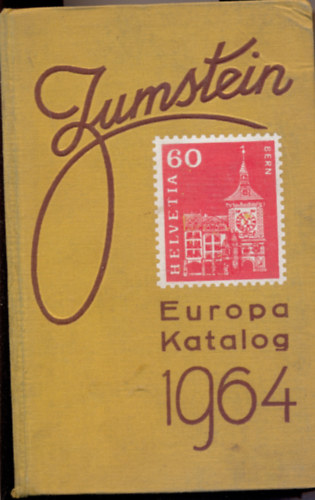 Zumstein
60
HELVETIA
BERN
Europa
Katalog
1964